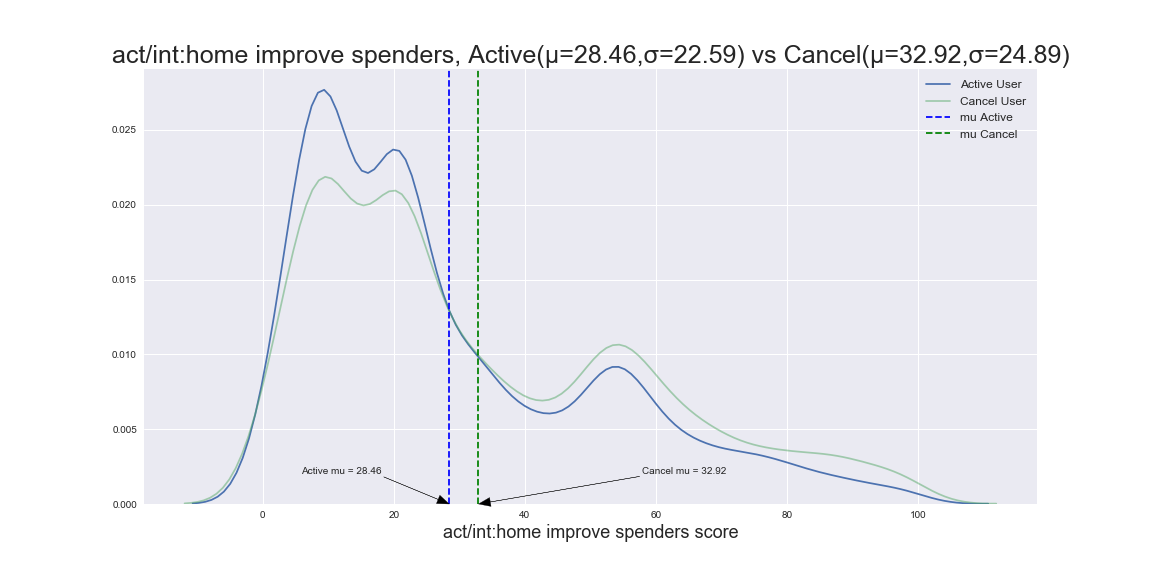 act/int:home improve spenders, Active(μ=28.46,σ=22.59) vs Cancel(μ=32.92,σ=24.89)
Active User
Cancel User
mu Active
mu Cancel
0.025
0.020
0.015
0.010
0.005
0.000
Active mu = 28.46
Cancel mu = 32.92
0 20 40 60 80 100
act/int:home improve spenders score